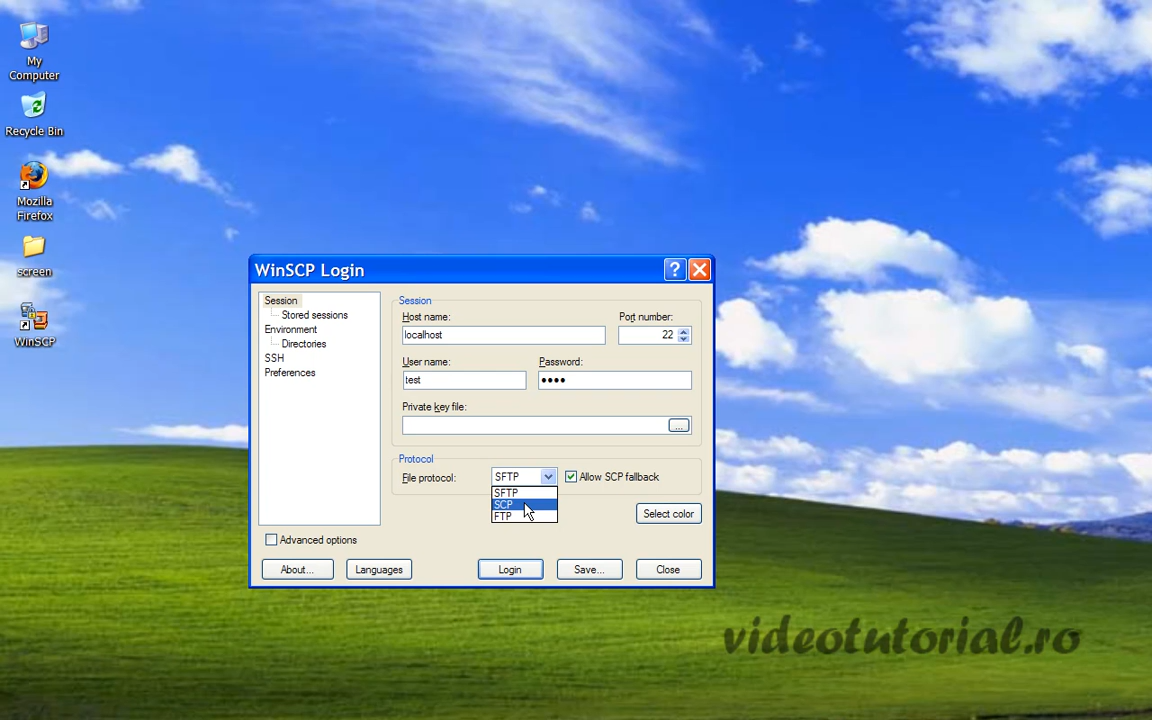 My
Computer
Recycle Bin
Mozilla
Firefox
screen
WinSCP
WinSCP Login
?
Session
Stored sessions
Environment
Directories
SSH
Preferences
Session
Host name:
Port number:
localhost
22
User name:
Password:
test
••••
Private key file:
...
Protocol
File protocol:
SFTP
Allow SCP fallback
SFTP
SCP
FTP
Select color
Advanced options
About...
Languages
Login
Save...
Close
videotutorial.ro